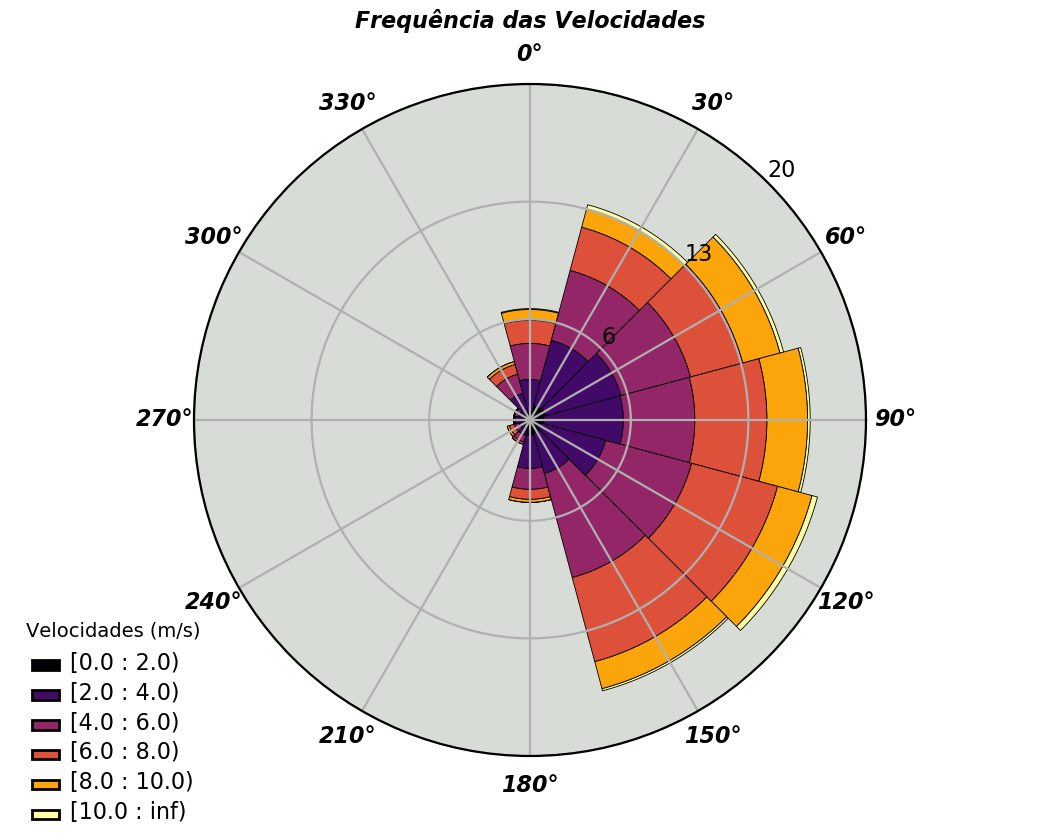 Frequência das Velocidades
0°
330°
30°
20
300°
60°
13
6
270°
90°
240°
120°
210°
150°
180°
Velocidades (m/s)
[0.0 : 2.0)
[2.0 : 4.0)
[4.0 : 6.0)
[6.0 : 8.0)
[8.0 : 10.0)
[10.0 : inf)